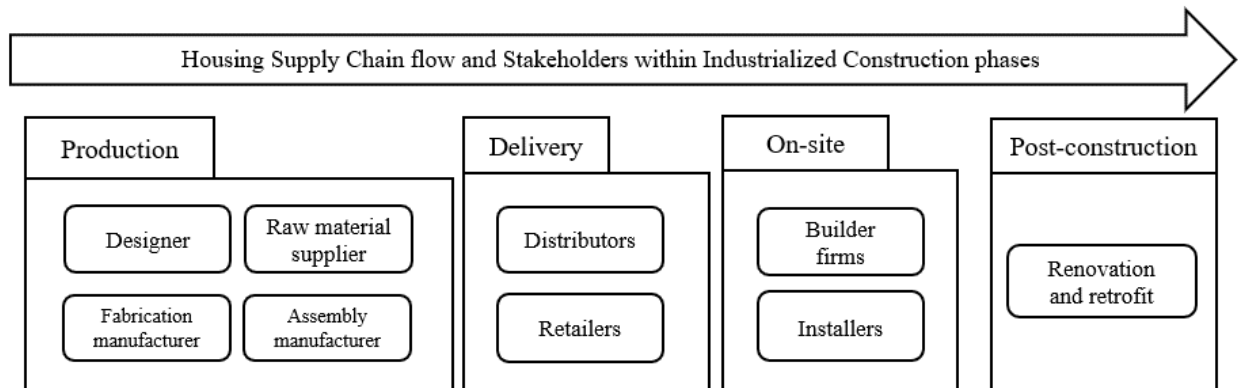 Housing Supply Chain flow and Stakeholders within Industrialized Construction phases
Production
Designer
Raw material
supplier
Fabrication
manufacturer
Assembly
manufacturer
Delivery
Distributors
Retailers
On-site
Builder
firms
Installers
Post-construction
Renovation
and retrofit